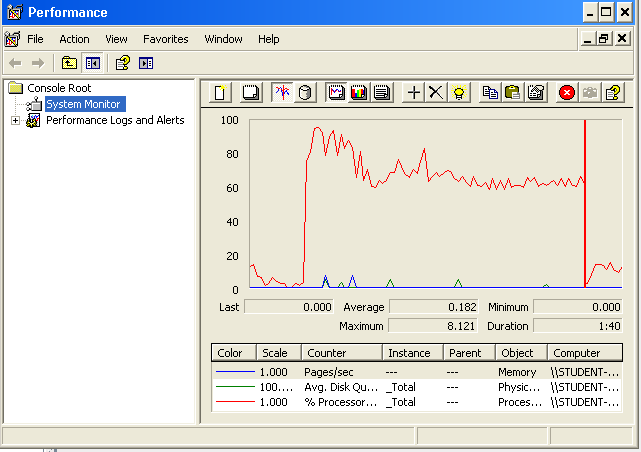 Performance
File Action View Favorites Window Help
Console Root
System Monitor
Performance Logs and Alerts
100
80
60
40
20
0
Last 0.000 Average 0.182 Minimum 0.000
Maximum 8.121 Duration 1:40
Color Scale Counter Instance Parent Object Computer
1.000 Pages/sec --- --- Memory \\STUDENT-...
100.... Avg. Disk Qu... _Total --- Physic... \\STUDENT-...
1.000 % Processor... _Total --- Proces... \\STUDENT-...